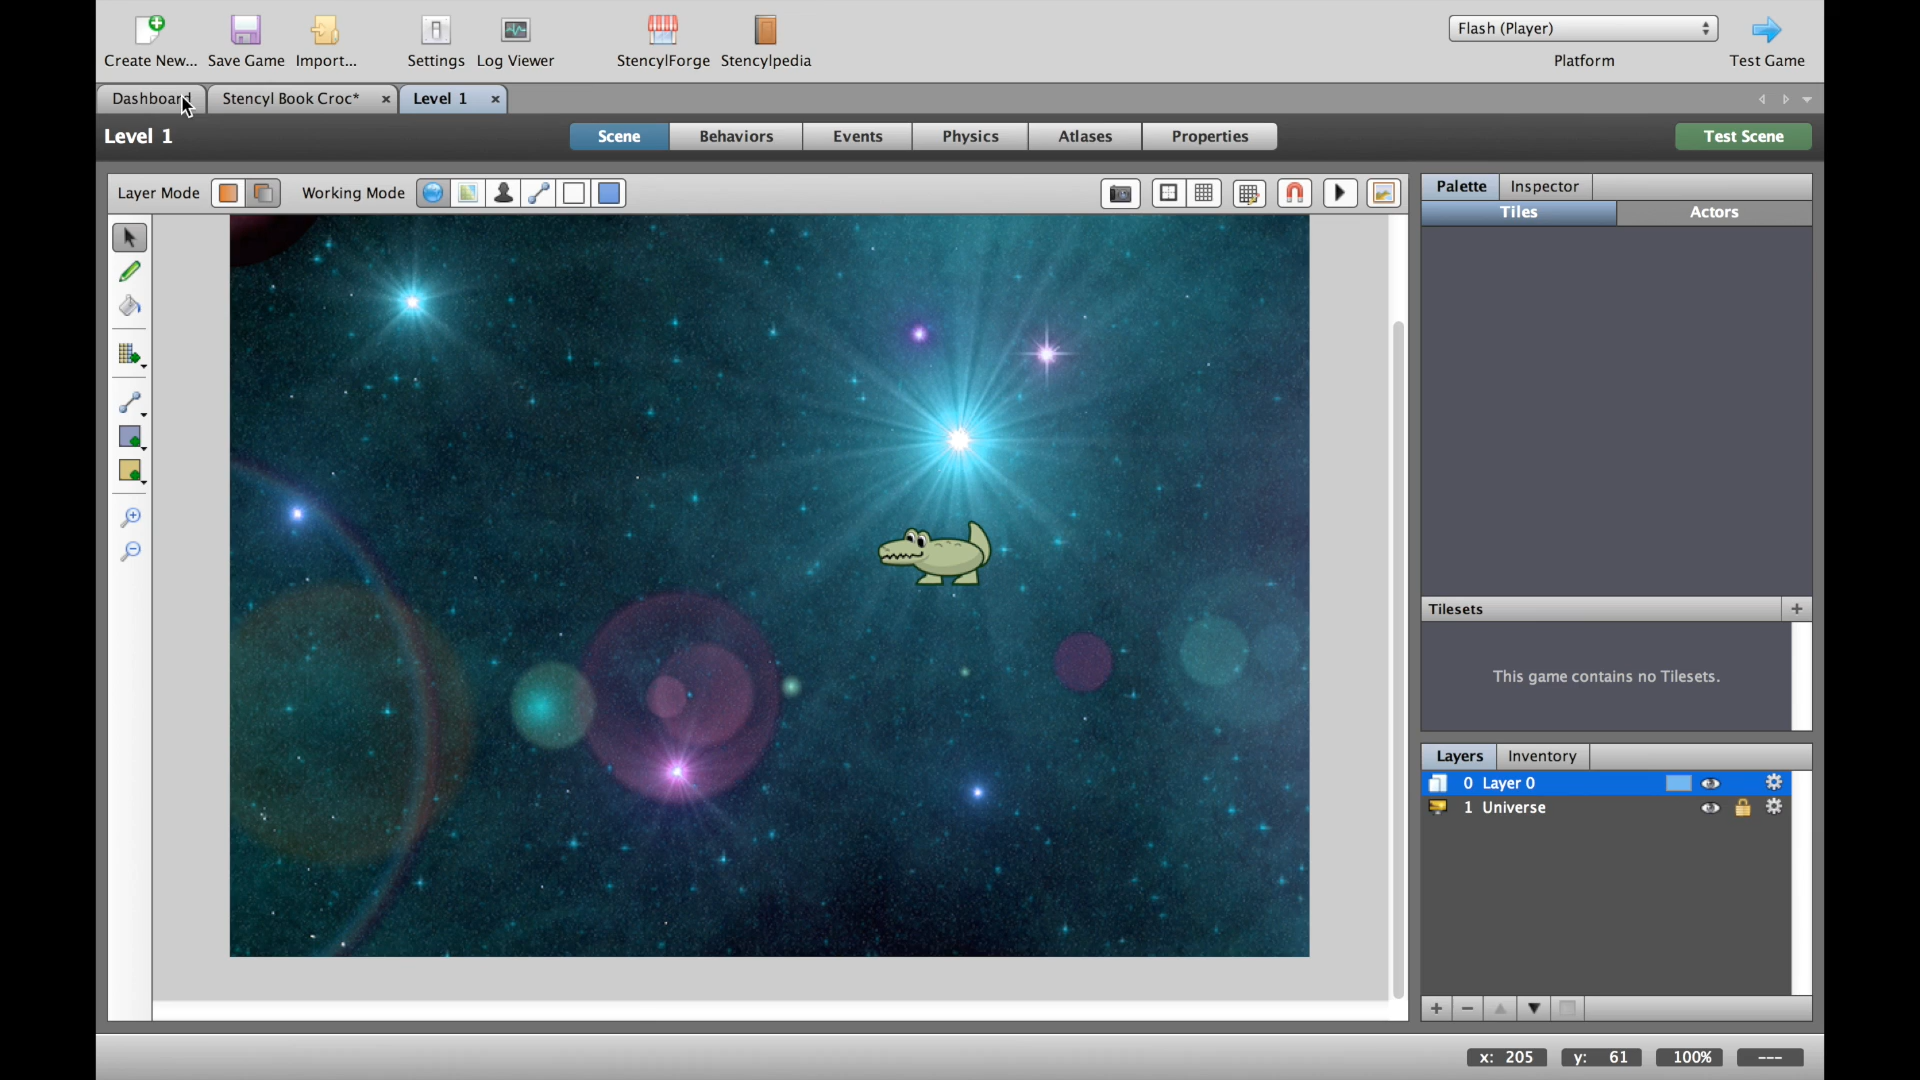 Create New... Save Game Import... Settings Log Viewer StencylForge Stencylpedia Flash (Player) Platform Test Game
Dashboard Stencyl Book Croc* × Level 1 ×
Level 1 Scene Behaviors Events Physics Atlases Properties Test Scene
Layer Mode Working Mode Palette Inspector
Tiles Actors
Tilesets +
This game contains no Tilesets.
Layers Inventory
0 Layer 0
1 Universe
x: 205 y: 61 100% ---